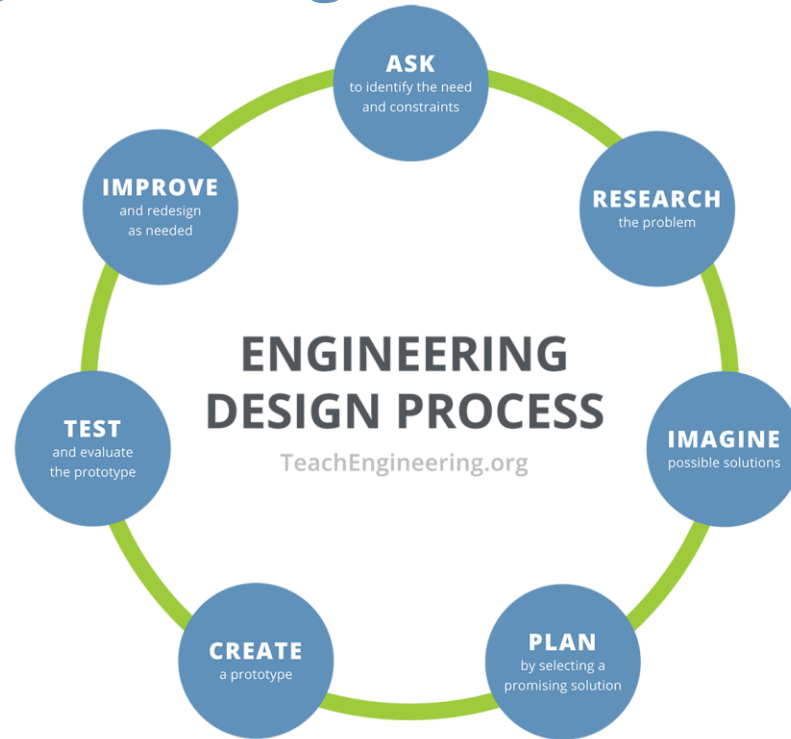 ASK
to identify the need
and constraints
RESEARCH
the problem
IMAGINE
possible solutions
PLAN
by selecting a
promising solution
CREATE
a prototype
TEST
and evaluate
the prototype
IMPROVE
and redesign
as needed
ENGINEERING
DESIGN PROCESS
TeachEngineering.org